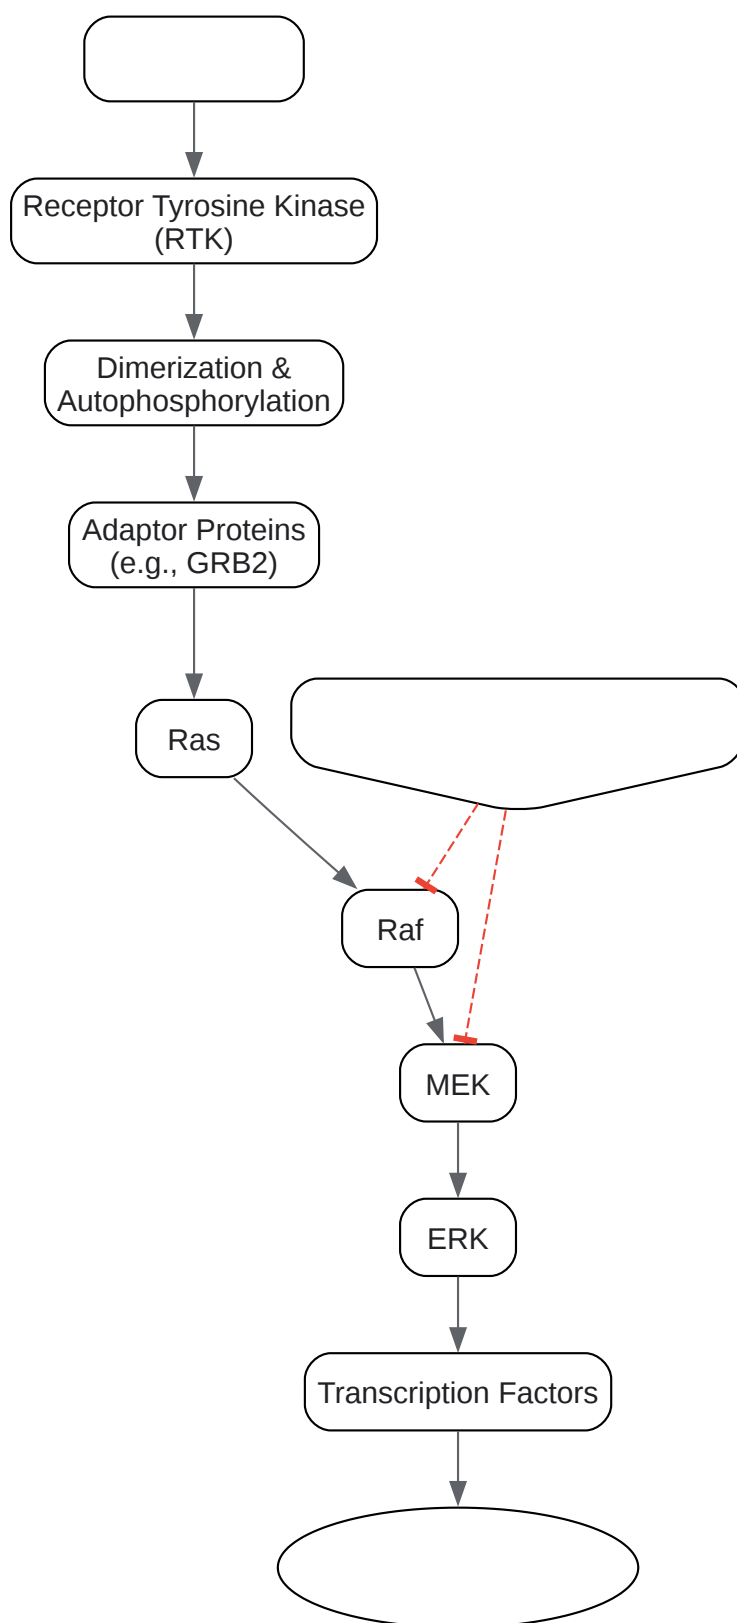 Receptor Tyrosine Kinase
(RTK)
Dimerization &
Autophosphorylation
Adaptor Proteins
(e.g., GRB2)
Ras
Raf
MEK
ERK
Transcription Factors